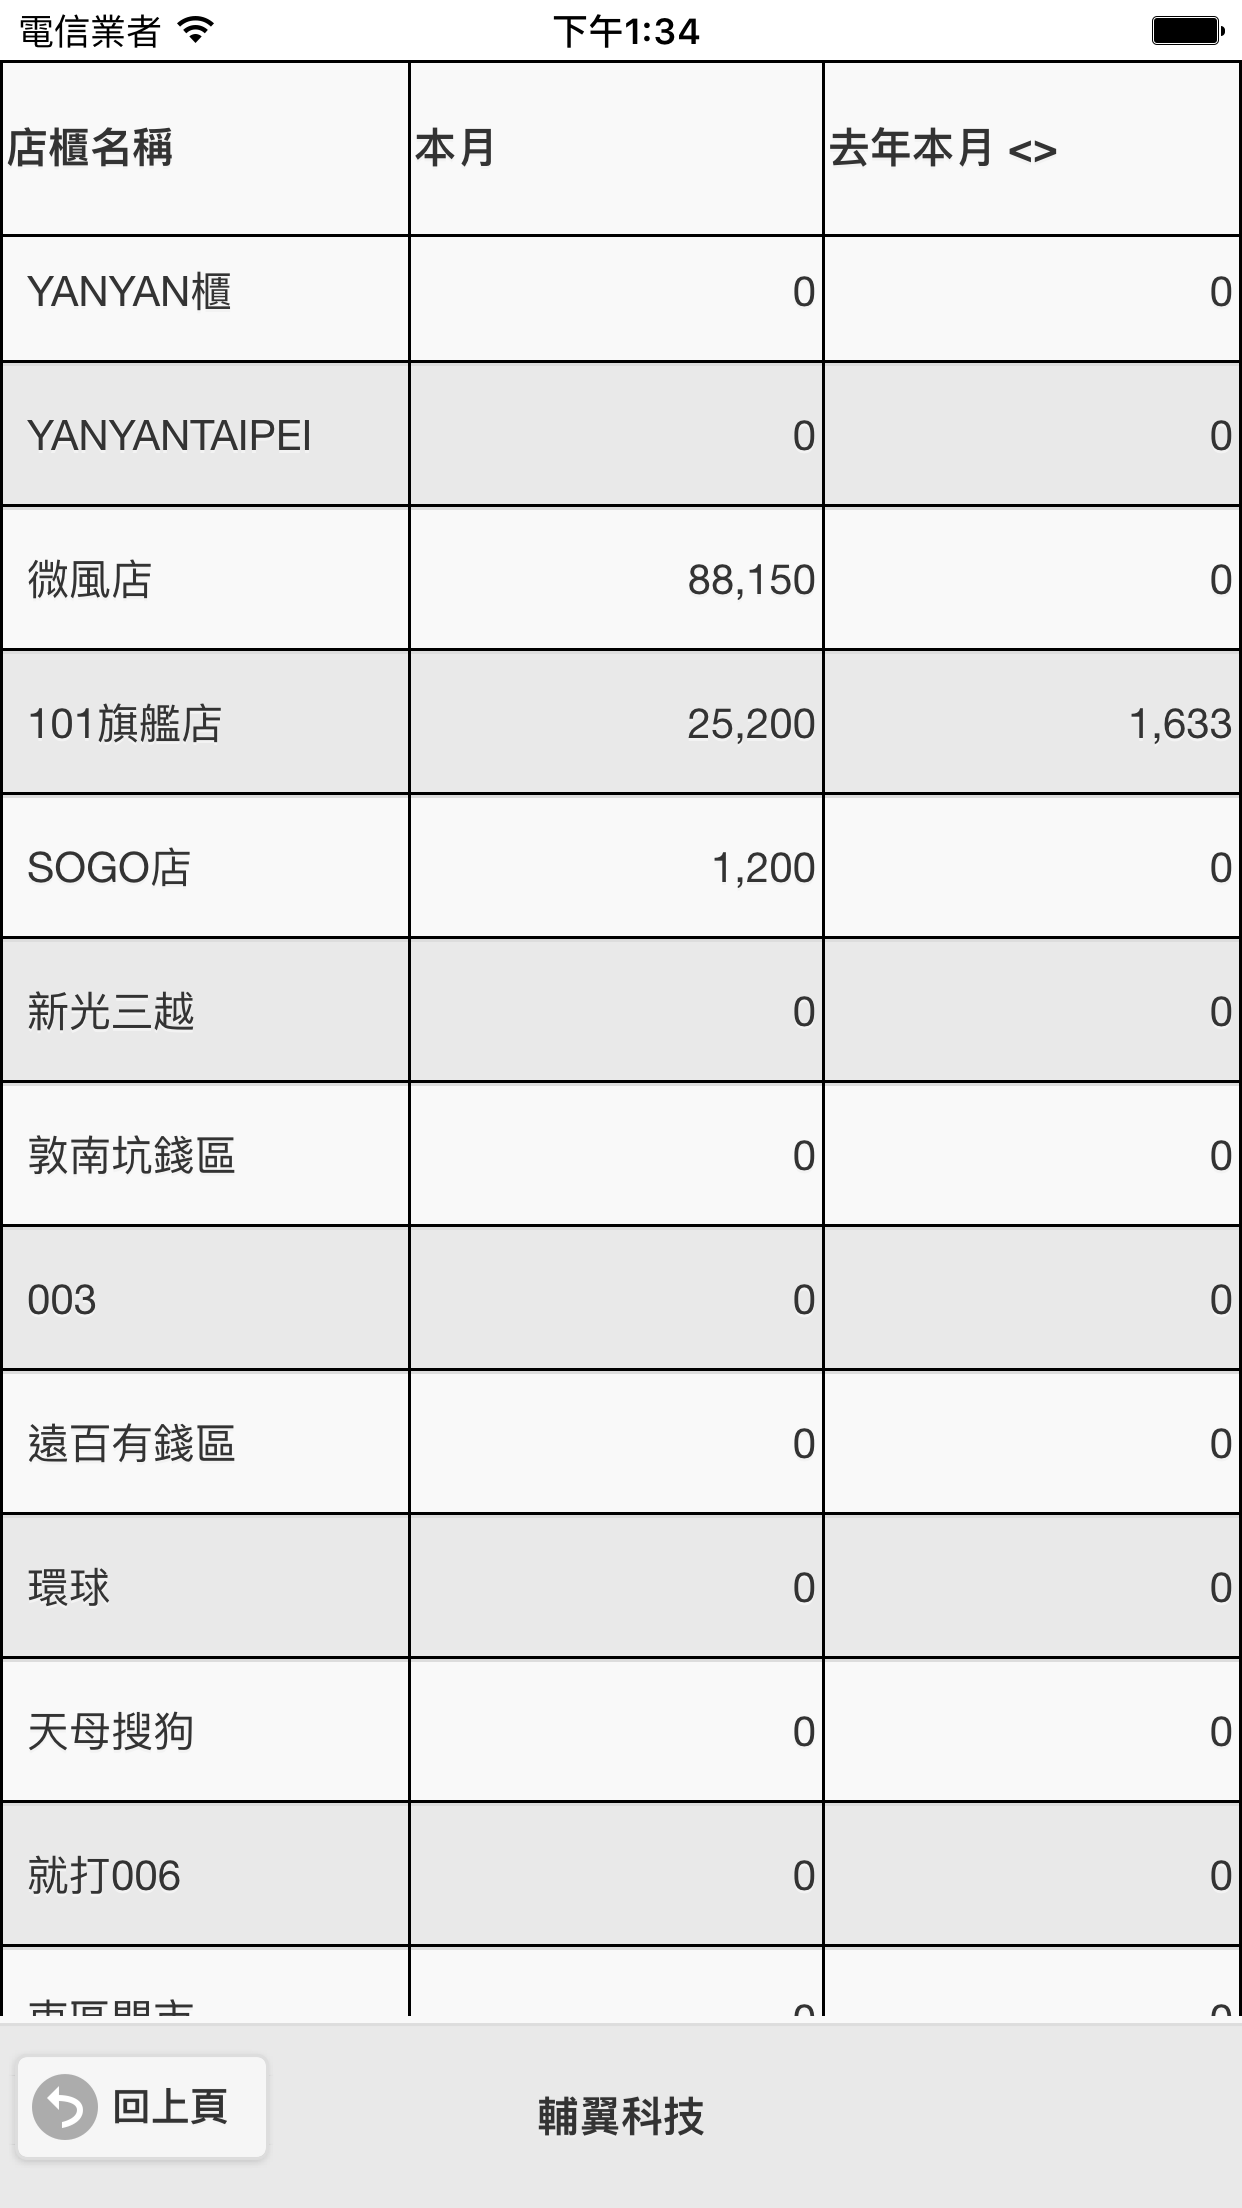 電信業者 下午1:34
店櫃名稱 本月 去年本月 <>
YANYAN櫃 0 0
YANYANTAIPEI 0 0
微風店 88,150 0
101旗艦店 25,200 1,633
SOGO店 1,200 0
新光三越 0 0
敦南坑錢區 0 0
003 0 0
遠百有錢區 0 0
環球 0 0
天母搜狗 0 0
就打006 0 0
回上頁 輔翼科技